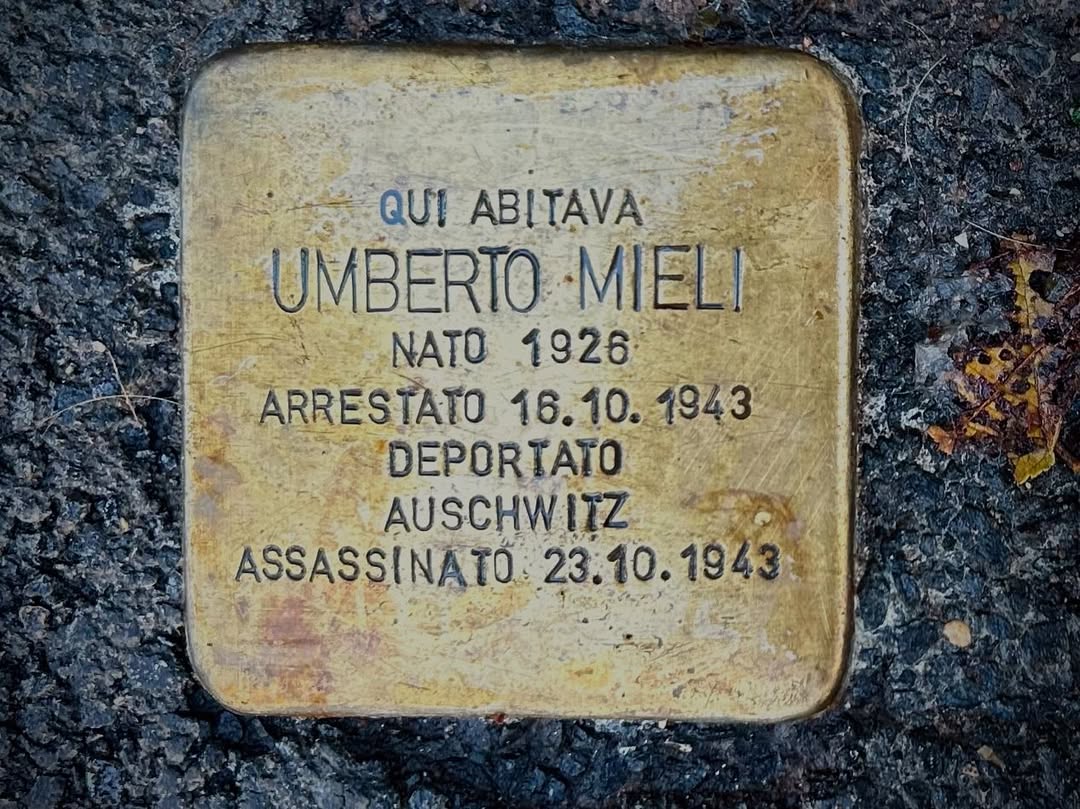 QUI ABITAVA
UMBERTO MIELI
NATO 1926
ARRESTATO 16.10.1943
DEPORTATO
AUSCHWITZ
ASSASSINATO 23.10.1943